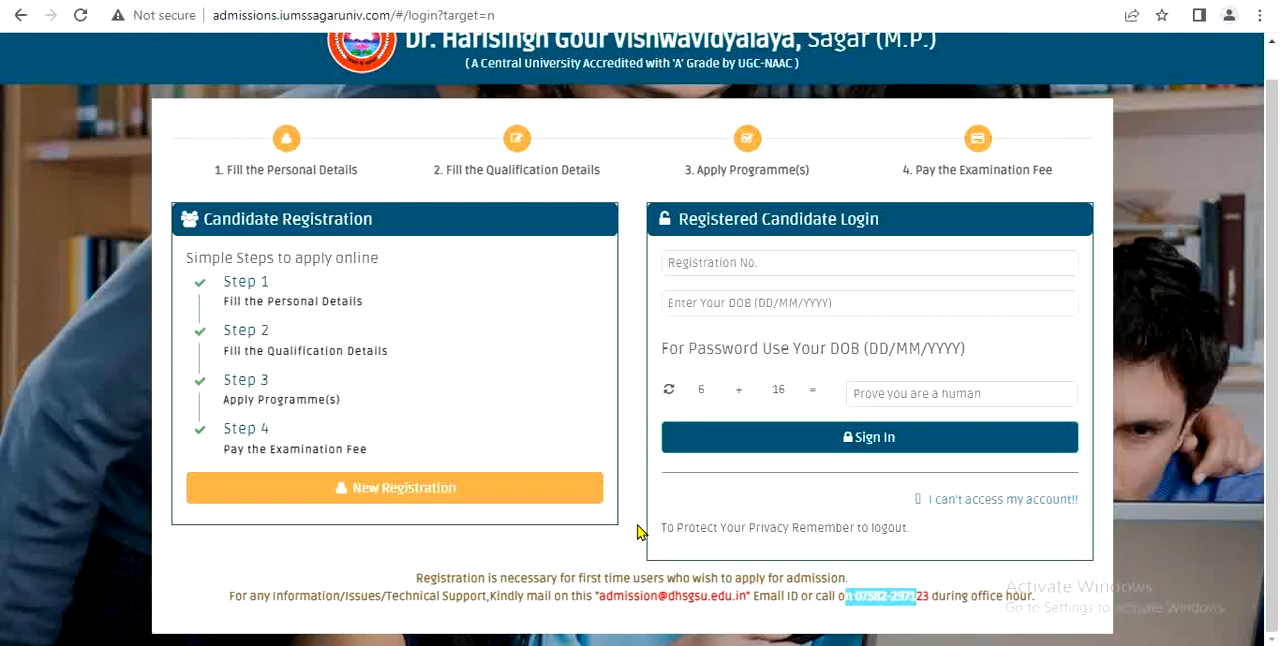 Not secure admissions.iumssagaruniv.com/#/login?target=n
Dr. Harisingh Gour Vishwavidyalaya, Sagar (M.P.)
( A Central University Accredited with 'A' Grade by UGC-NAAC )
1. Fill the Personal Details 2. Fill the Qualification Details 3. Apply Programme(s) 4. Pay the Examination Fee
Candidate Registration
Simple Steps to apply online
Step 1
Fill the Personal Details
Step 2
Fill the Qualification Details
Step 3
Apply Programme(s)
Step 4
Pay the Examination Fee
New Registration
Registered Candidate Login
Registration No.
Enter Your DOB (DD/MM/YYYY)
For Password Use Your DOB (DD/MM/YYYY)
6 + 16 = Prove you are a human
Sign In
I can't access my account!!
To Protect Your Privacy Remember to logout.
Registration is necessary for first time users who wish to apply for admission.
For any Information/Issues/Technical Support,Kindly mail on this "admission@dhsgsu.edu.in" Email ID or call on 07582-297123 during office hour.
Activate Windows
Go to Settings to activate Windows.